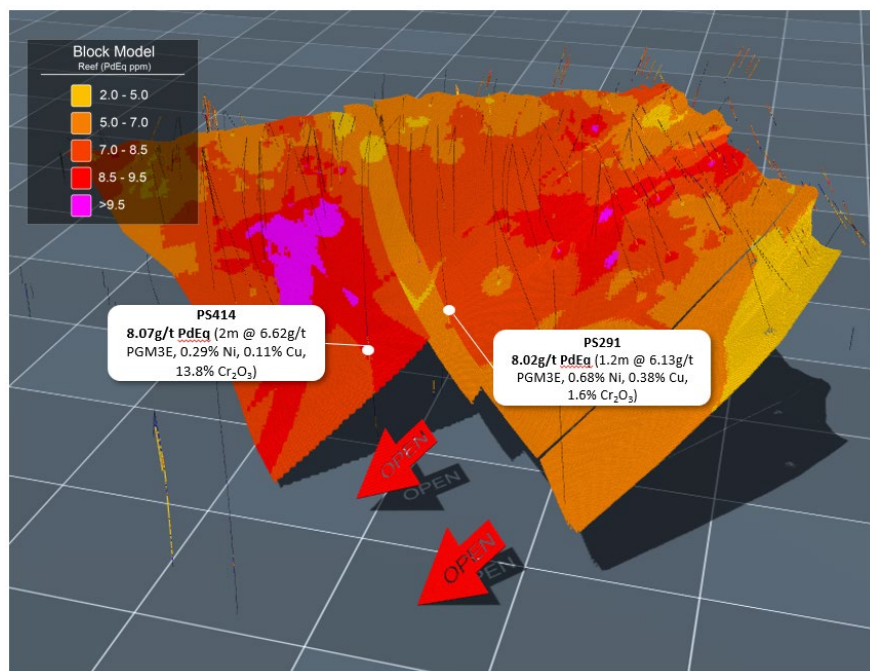 Block Model
Reef (PdEq ppm)
2.0 - 5.0
5.0 - 7.0
7.0 - 8.5
8.5 - 9.5
>9.5
PS414
8.07g/t PdEq (2m @ 6.62g/t
PGM3E, 0.29% Ni, 0.11% Cu,
13.8% Cr₂O₃)
PS291
8.02g/t PdEq (1.2m @ 6.13g/t
PGM3E, 0.68% Ni, 0.38% Cu,
1.6% Cr₂O₃)
OPEN
OPEN
OPEN
OPEN